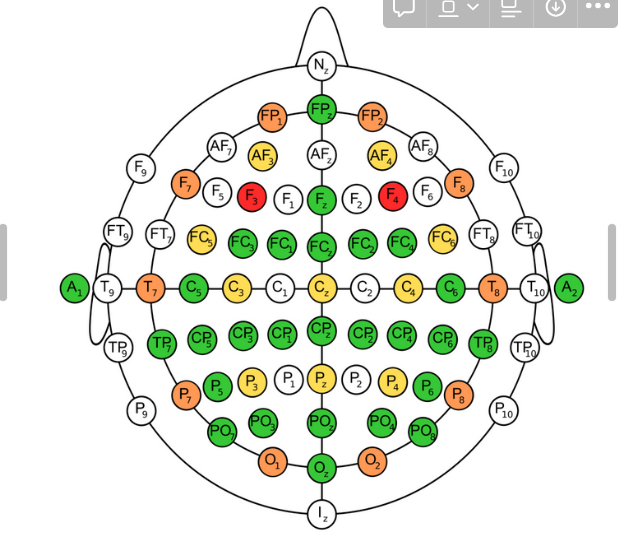 Nz
FP1 FPz FP2
AF7 AF3 AFz AF4 AF8
F9 F10
F7 F5 F3 F1 Fz F2 F4 F6 F8
FT9 FT7 FC5 FC3 FC1 FCz FC2 FC4 FC6 FT8 FT10
A1 T9 T7 C5 C3 C1 Cz C2 C4 C6 T8 T10 A2
TP9 TP7 CP5 CP3 CP1 CPz CP2 CP4 CP6 TP8 TP10
P7 P5 P3 P1 Pz P2 P4 P6 P8
P9 P10
PO7 PO3 POz PO4 PO8
O1 Oz O2
Iz